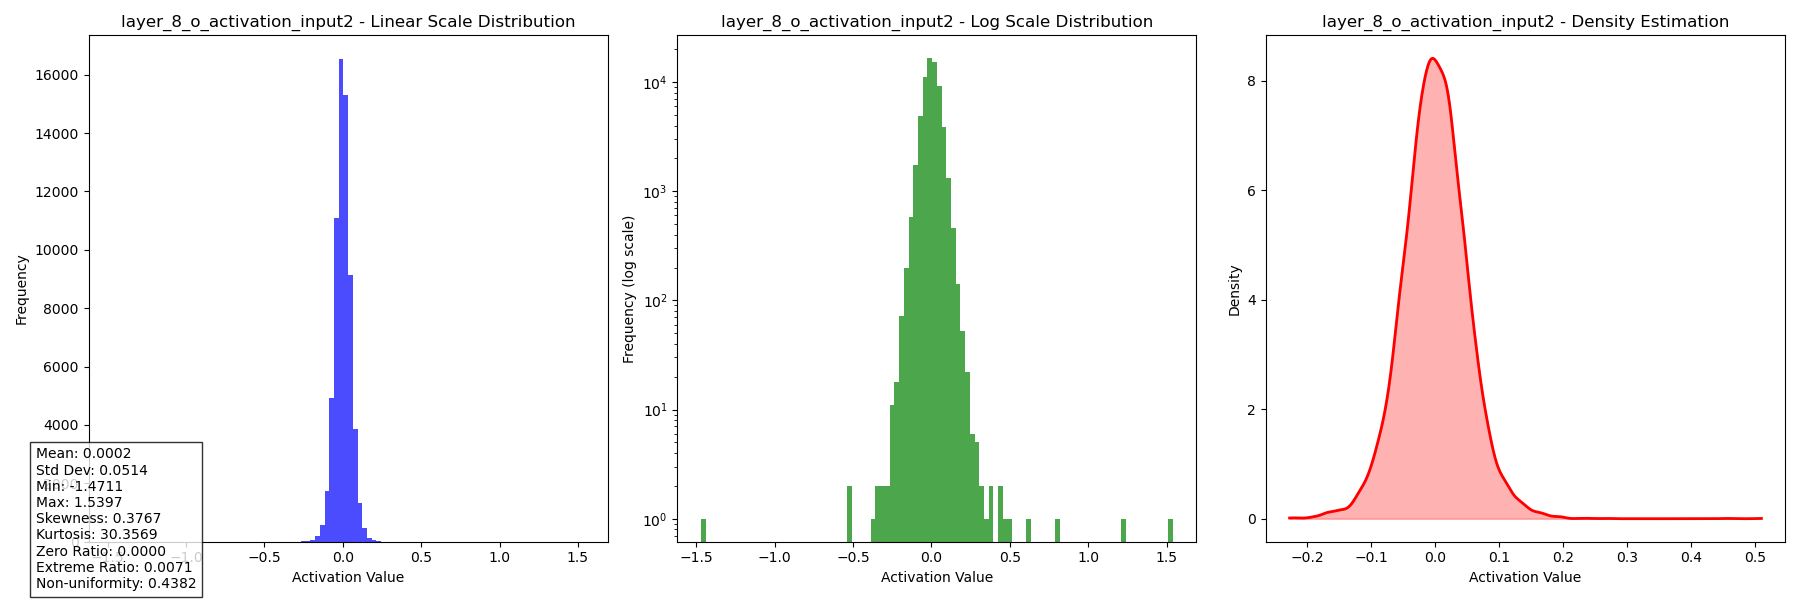 layer_8_o_activation_input2 - Linear Scale Distribution
16000
14000
12000
10000
8000
6000
4000
Frequency
−0.5
0.0
0.5
1.0
1.5
Activation Value
Mean: 0.0002
Std Dev: 0.0514
Min: -1.4711
Max: 1.5397
Skewness: 0.3767
Kurtosis: 30.3569
Zero Ratio: 0.0000
Extreme Ratio: 0.0071
Non-uniformity: 0.4382
layer_8_o_activation_input2 - Log Scale Distribution
10⁴
10³
10²
10¹
10⁰
Frequency (log scale)
−1.5
−1.0
−0.5
0.0
0.5
1.0
1.5
Activation Value
layer_8_o_activation_input2 - Density Estimation
8
6
4
2
0
Density
−0.2
−0.1
0.0
0.1
0.2
0.3
0.4
0.5
Activation Value